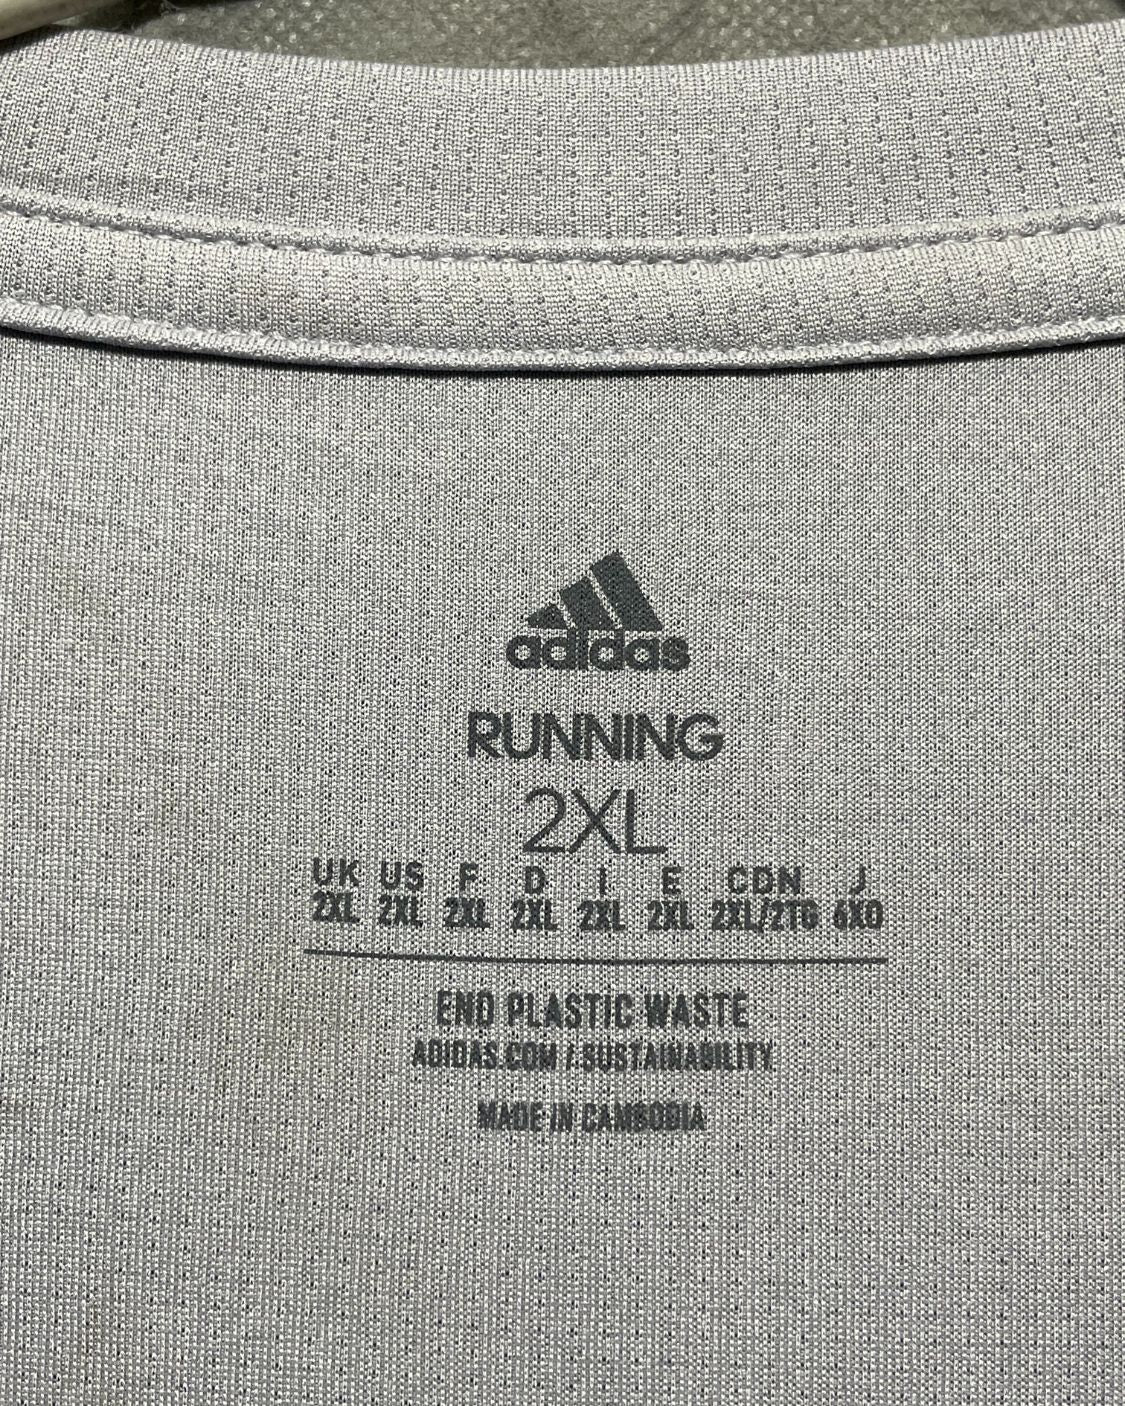 adidas
RUNNING
2XL
UK US F D I E CDN J
2XL 2XL 2XL 2XL 2XL 2XL 2XL/2TG 6XO
END PLASTIC WASTE
ADIDAS.COM / SUSTAINABILITY
MADE IN CAMBODIA